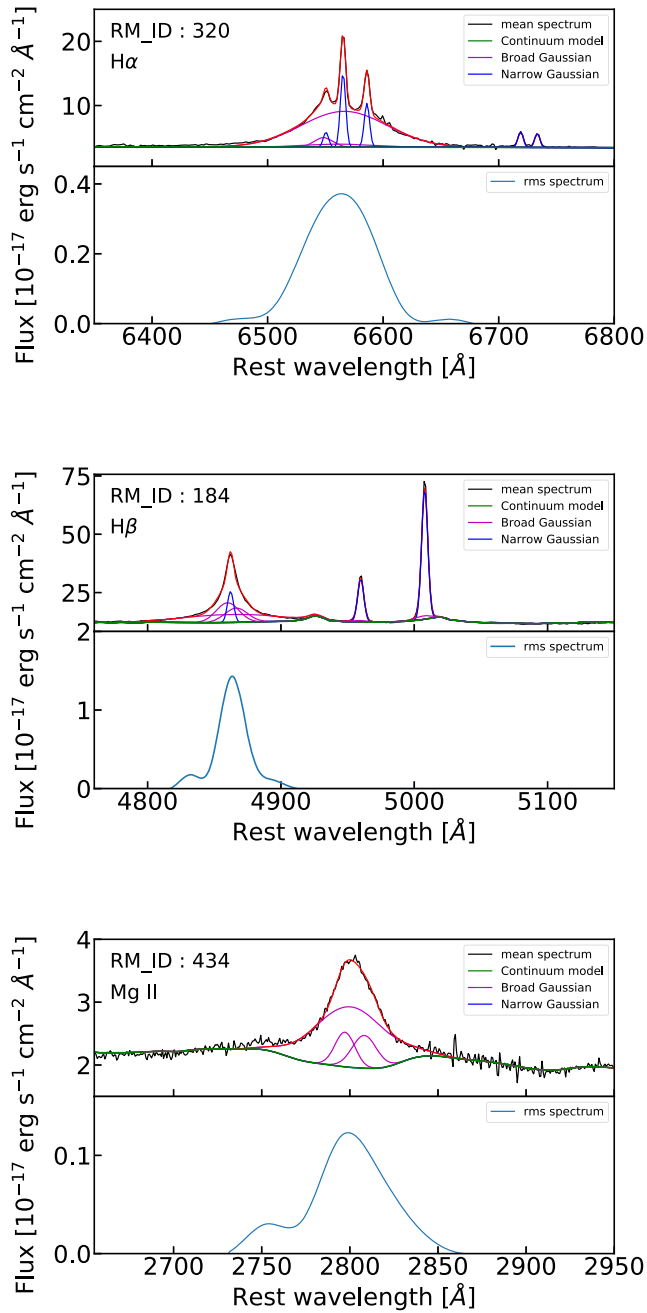 RM_ID : 320
Hα
mean spectrum
Continuum model
Broad Gaussian
Narrow Gaussian
20
10
rms spectrum
0.4
0.2
0.0
6400 6500 6600 6700 6800
Rest wavelength [Å]
Flux [10⁻¹⁷ erg s⁻¹ cm⁻² Å⁻¹]
RM_ID : 184
Hβ
mean spectrum
Continuum model
Broad Gaussian
Narrow Gaussian
75
50
25
rms spectrum
2
1
0
4800 4900 5000 5100
Rest wavelength [Å]
Flux [10⁻¹⁷ erg s⁻¹ cm⁻² Å⁻¹]
RM_ID : 434
Mg II
mean spectrum
Continuum model
Broad Gaussian
Narrow Gaussian
4
3
2
rms spectrum
0.1
0.0
2700 2750 2800 2850 2900 2950
Rest wavelength [Å]
Flux [10⁻¹⁷ erg s⁻¹ cm⁻² Å⁻¹]